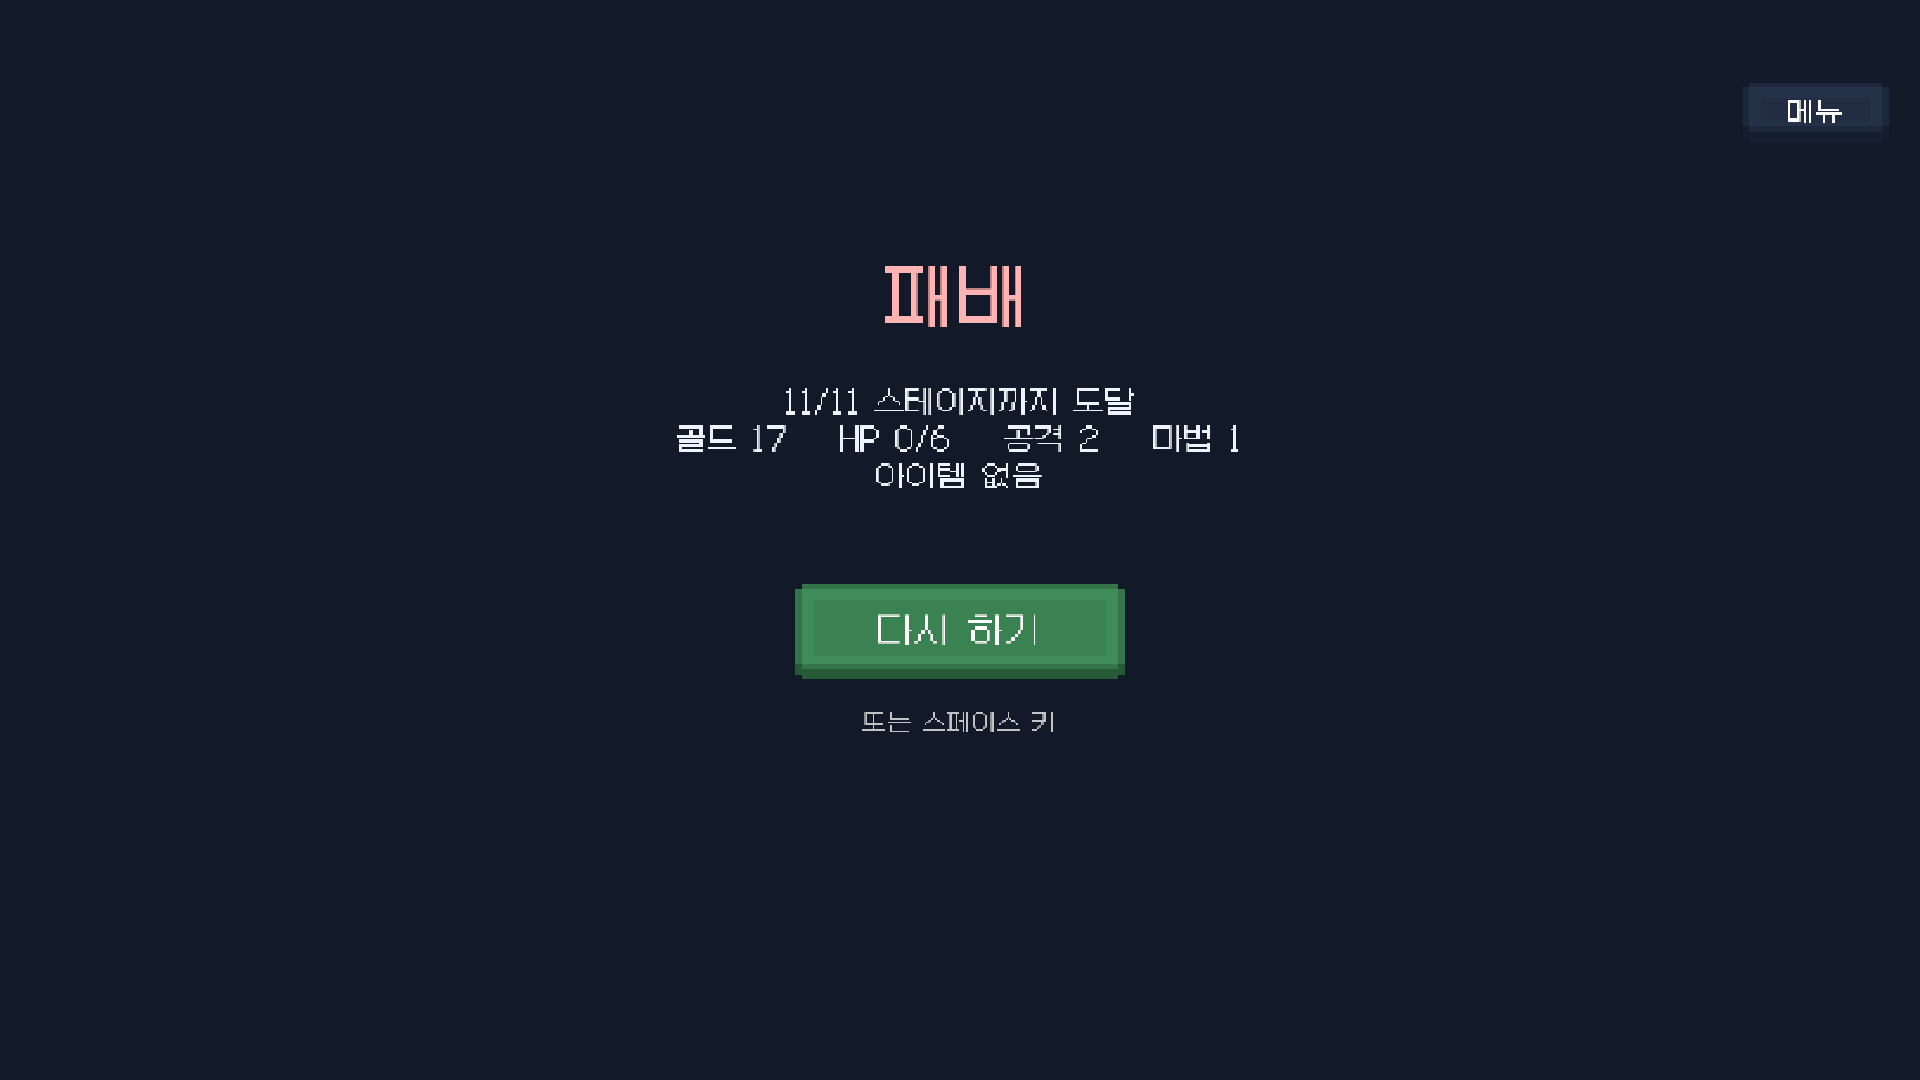 메뉴
패배
11/11 스테이지까지 도달
골드 17 HP 0/6 공격 2 마법 1
아이템 없음
다시 하기
또는 스페이스 키